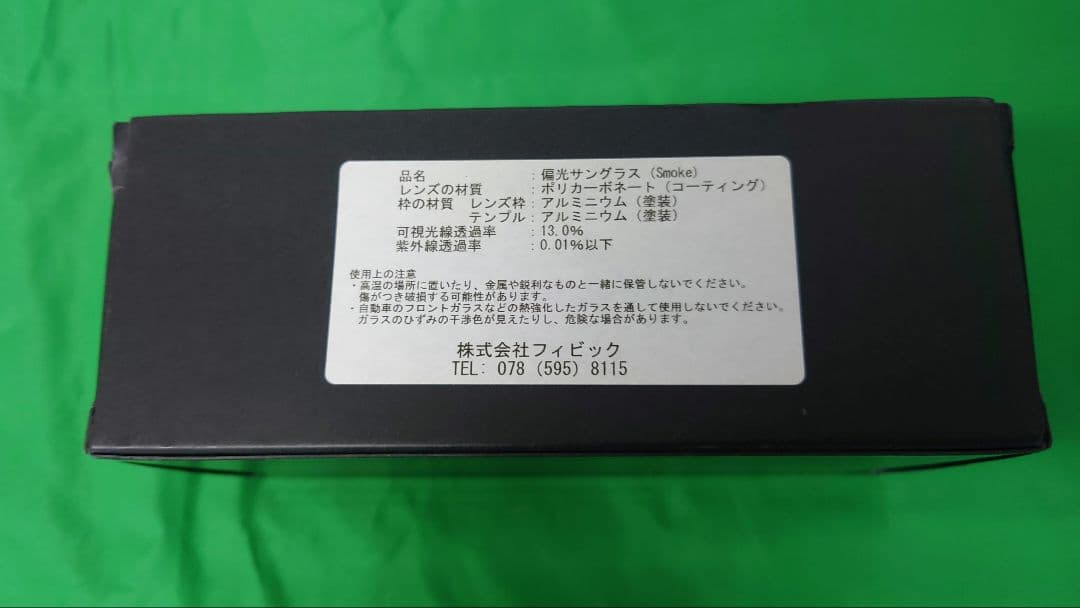 品名　　　　　　：偏光サングラス（Smoke）
レンズの材質　　：ポリカーボネート（コーティング）
枠の材質　レンズ枠：アルミニウム（塗装）
テンプル：アルミニウム（塗装）
可視光線透過率　：13.0%
紫外線透過率　　：0.01%以下
使用上の注意
・高温の場所に置いたり、金属や鋭利なものと一緒に保管しないでください。
傷がつき破損する可能性があります。
・自動車のフロントガラスなどの熱強化したガラスを通して使用しないでください。
ガラスのひずみの干渉色が見えたりし、危険な場合があります。
株式会社フィビック
TEL: 078 (595) 8115